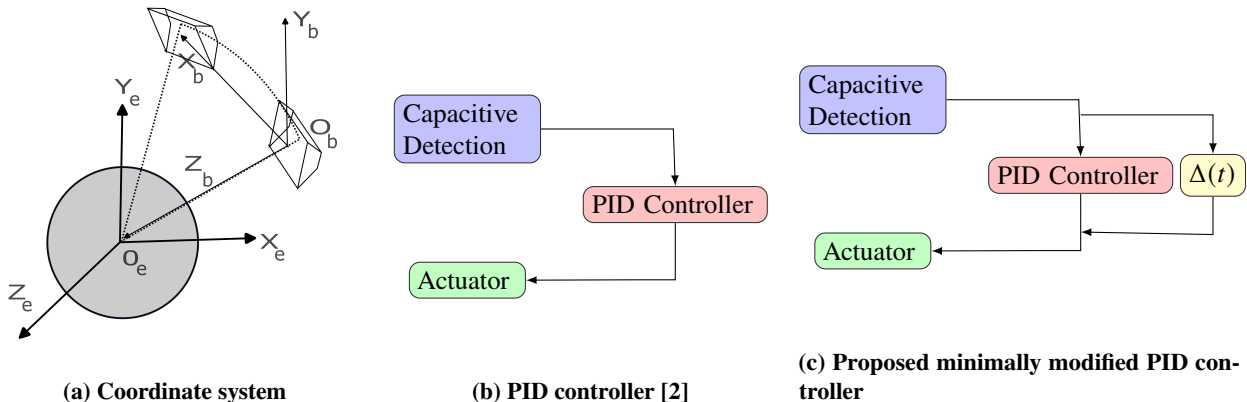 Y_b
X_b
Y_e
O_b
Z_b
X_e
O_e
Z_e
(a) Coordinate system
Capacitive
Detection
PID Controller
Actuator
(b) PID controller [2]
Capacitive
Detection
PID Controller
Δ(t)
Actuator
(c) Proposed minimally modified PID con-
troller